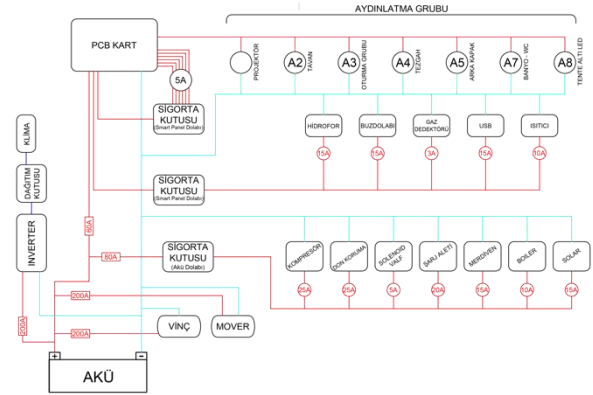 AYDINLATMA GRUBU
PCB KART
PROJEKTÖR
A2
TAVAN
A3
OTURMA GRUBU
A4
TEZGAH
A5
ARKA KAPAK
A7
BANYO - WC
A8
TENTE ALTI LED
5A
SİGORTA
KUTUSU
(Smart Panel Dolabı)
HİDROFOR
BUZDOLABI
GAZ
DEDEKTÖRÜ
USB
ISITICI
15A
15A
3A
15A
10A
KLİMA
DAĞITIM
KUTUSU
INVERTER
SİGORTA
KUTUSU
(Smart Panel Dolabı)
80A
80A
SİGORTA
KUTUSU
(Akü Dolabı)
KOMPRESÖR
DON KORUMA
SOLENOID
VALF
ŞARJ ALETİ
MERDİVEN
BOILER
SOLAR
25A
25A
5A
20A
15A
10A
15A
200A
200A
200A
VİNÇ
MOVER
+
-
AKÜ